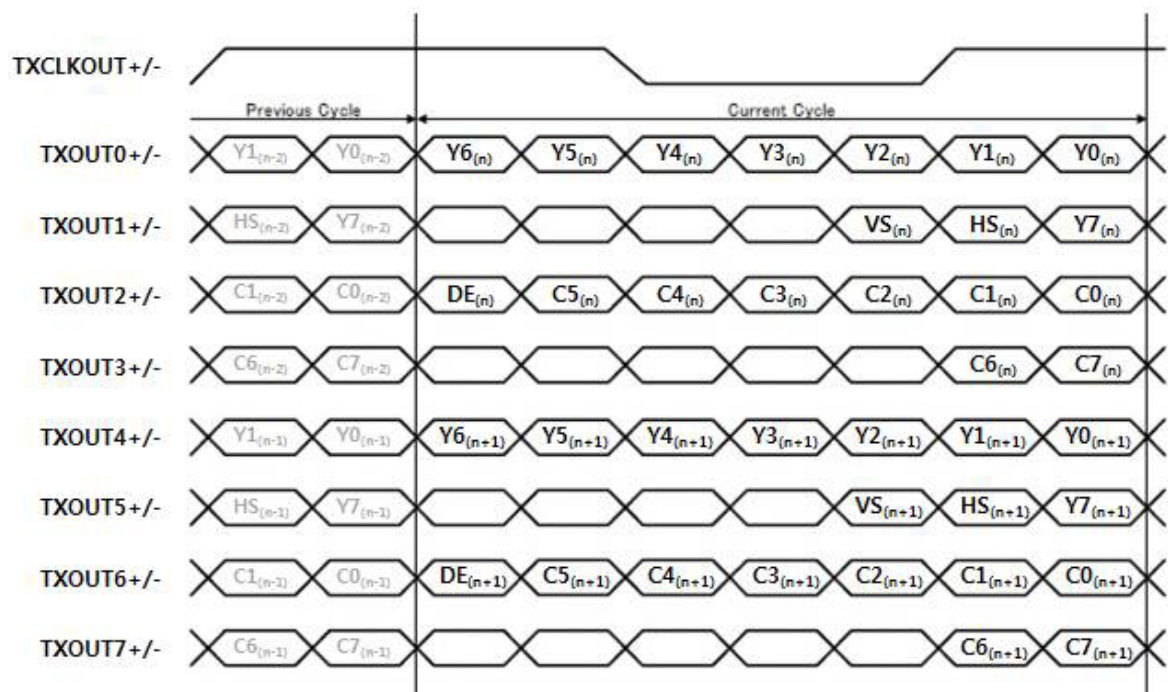 TXCLKOUT+/-
Previous Cycle Current Cycle
TXOUT0+/- Y1(n-2) Y0(n-2) Y6(n) Y5(n) Y4(n) Y3(n) Y2(n) Y1(n) Y0(n)
TXOUT1+/- HS(n-2) Y7(n-2) VS(n) HS(n) Y7(n)
TXOUT2+/- C1(n-2) C0(n-2) DE(n) C5(n) C4(n) C3(n) C2(n) C1(n) C0(n)
TXOUT3+/- C6(n-2) C7(n-2) C6(n) C7(n)
TXOUT4+/- Y1(n-1) Y0(n-1) Y6(n+1) Y5(n+1) Y4(n+1) Y3(n+1) Y2(n+1) Y1(n+1) Y0(n+1)
TXOUT5+/- HS(n-1) Y7(n-1) VS(n+1) HS(n+1) Y7(n+1)
TXOUT6+/- C1(n-1) C0(n-1) DE(n+1) C5(n+1) C4(n+1) C3(n+1) C2(n+1) C1(n+1) C0(n+1)
TXOUT7+/- C6(n-1) C7(n-1) C6(n+1) C7(n+1)